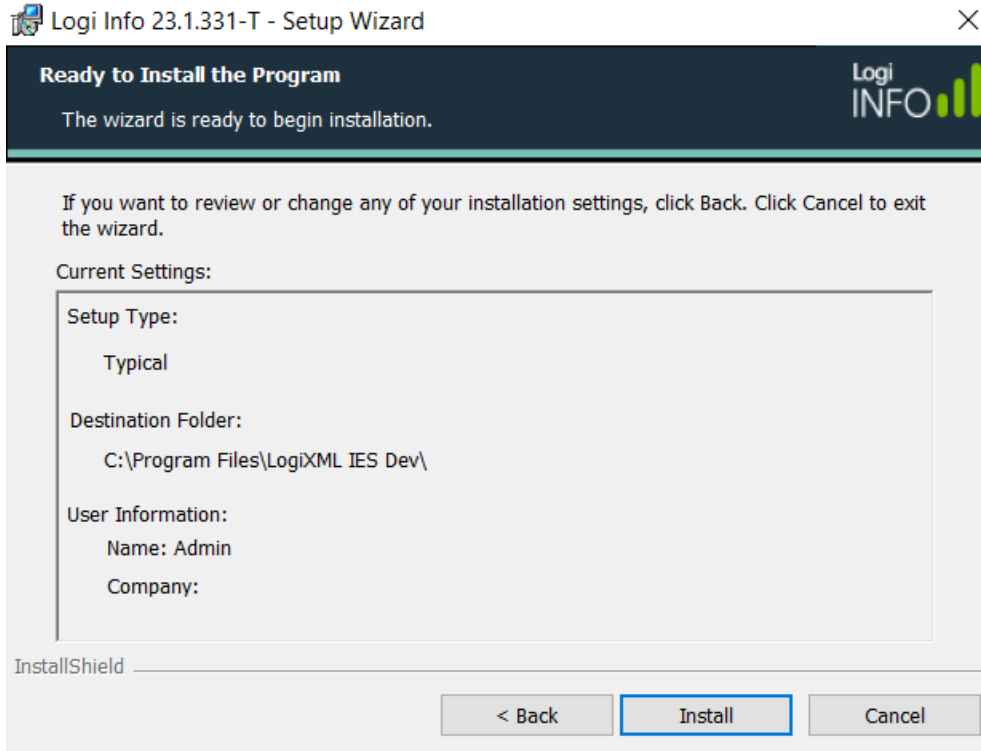 Logi Info 23.1.331-T - Setup Wizard
Ready to Install the Program
Logi
INFO
The wizard is ready to begin installation.
If you want to review or change any of your installation settings, click Back. Click Cancel to exit
the wizard.
Current Settings:
Setup Type:
Typical
Destination Folder:
C:\Program Files\LogiXML IES Dev\
User Information:
Name: Admin
Company:
InstallShield
< Back
Install
Cancel